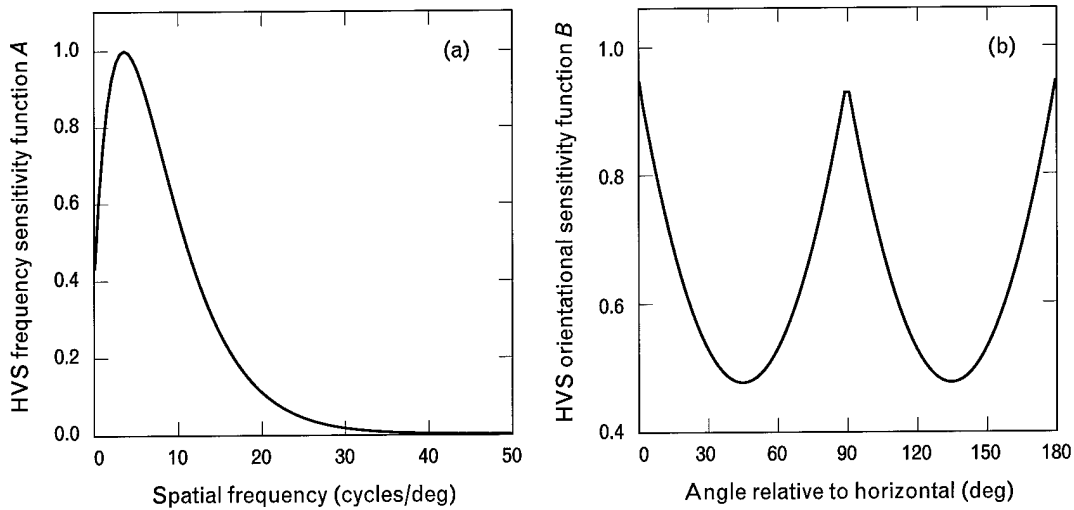 HVS frequency sensitivity function A
(a)
1.0
0.8
0.6
0.4
0.2
0.0
0 10 20 30 40 50
Spatial frequency (cycles/deg)
HVS orientational sensitivity function B
(b)
1.0
0.8
0.6
0.4
0 30 60 90 120 150 180
Angle relative to horizontal (deg)